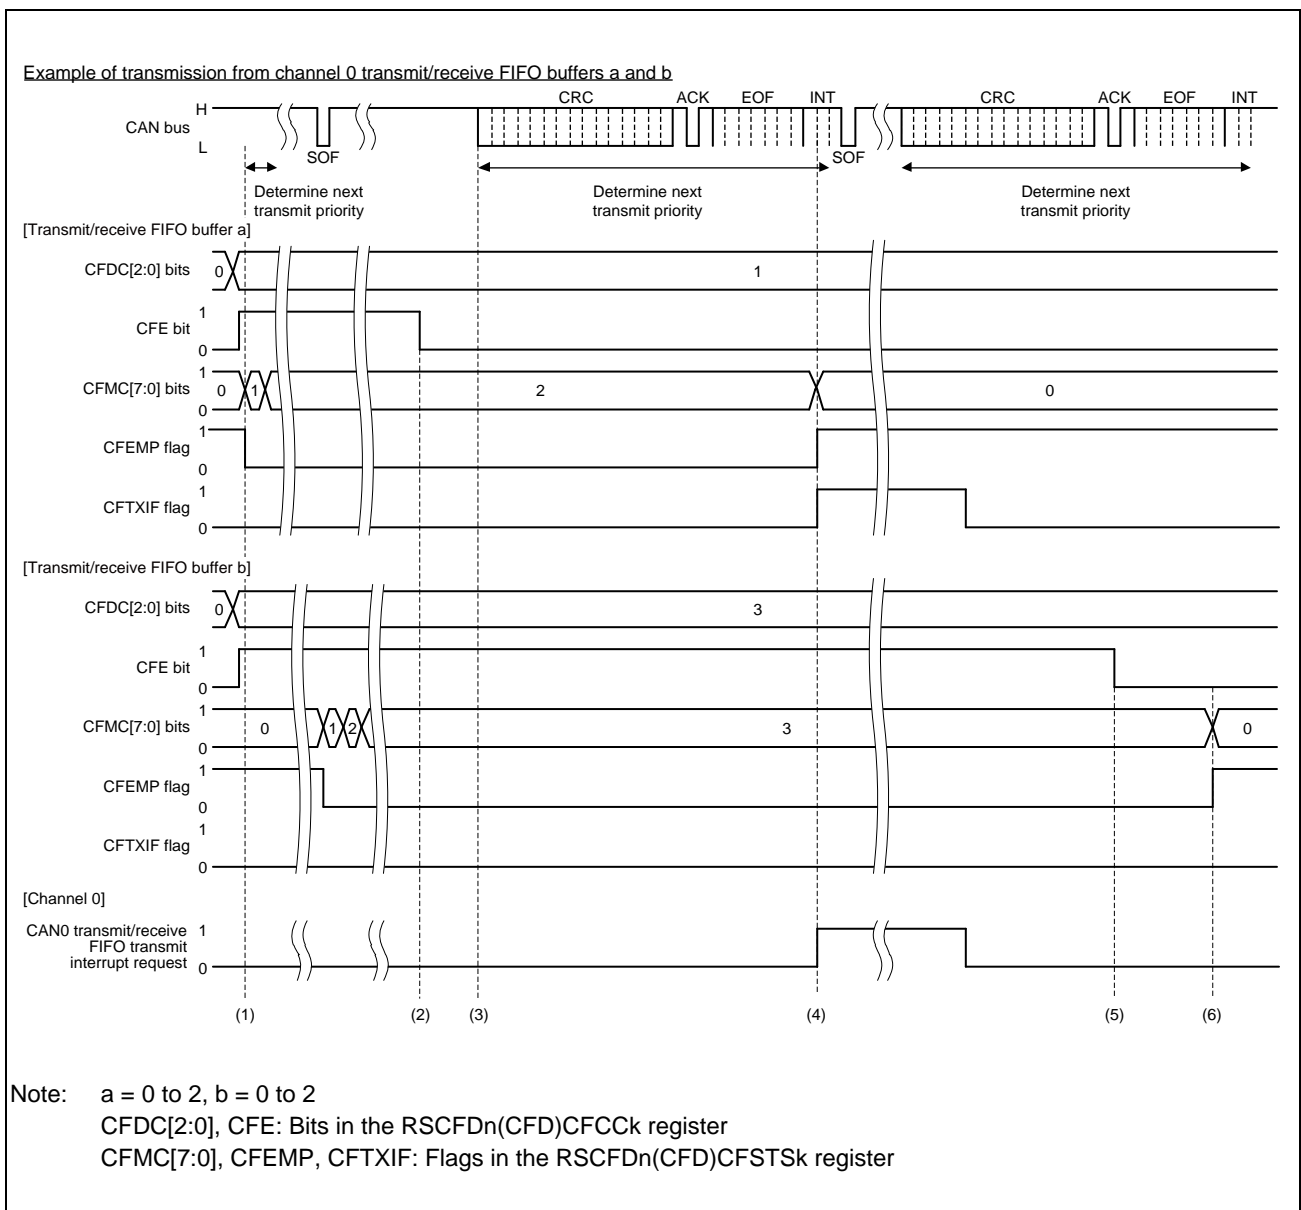 Example of transmission from channel 0 transmit/receive FIFO buffers a and b
CRC ACK EOF INT CRC ACK EOF INT
H
CAN bus
L
SOF SOF
Determine next
transmit priority
Determine next
transmit priority
Determine next
transmit priority
[Transmit/receive FIFO buffer a]
CFDC[2:0] bits 0 1
1
CFE bit
0
1
CFMC[7:0] bits 0 1 2 0
0
1
CFEMP flag
0
1
CFTXIF flag
0
[Transmit/receive FIFO buffer b]
CFDC[2:0] bits 0 3
1
CFE bit
0
1
CFMC[7:0] bits 0 1 2 3 0
0
1
CFEMP flag
0
1
CFTXIF flag
0
[Channel 0]
CAN0 transmit/receive 1
FIFO transmit
interrupt request 0
(1) (2) (3) (4) (5) (6)
Note: a = 0 to 2, b = 0 to 2
CFDC[2:0], CFE: Bits in the RSCFDn(CFD)CFCCk register
CFMC[7:0], CFEMP, CFTXIF: Flags in the RSCFDn(CFD)CFSTSk register